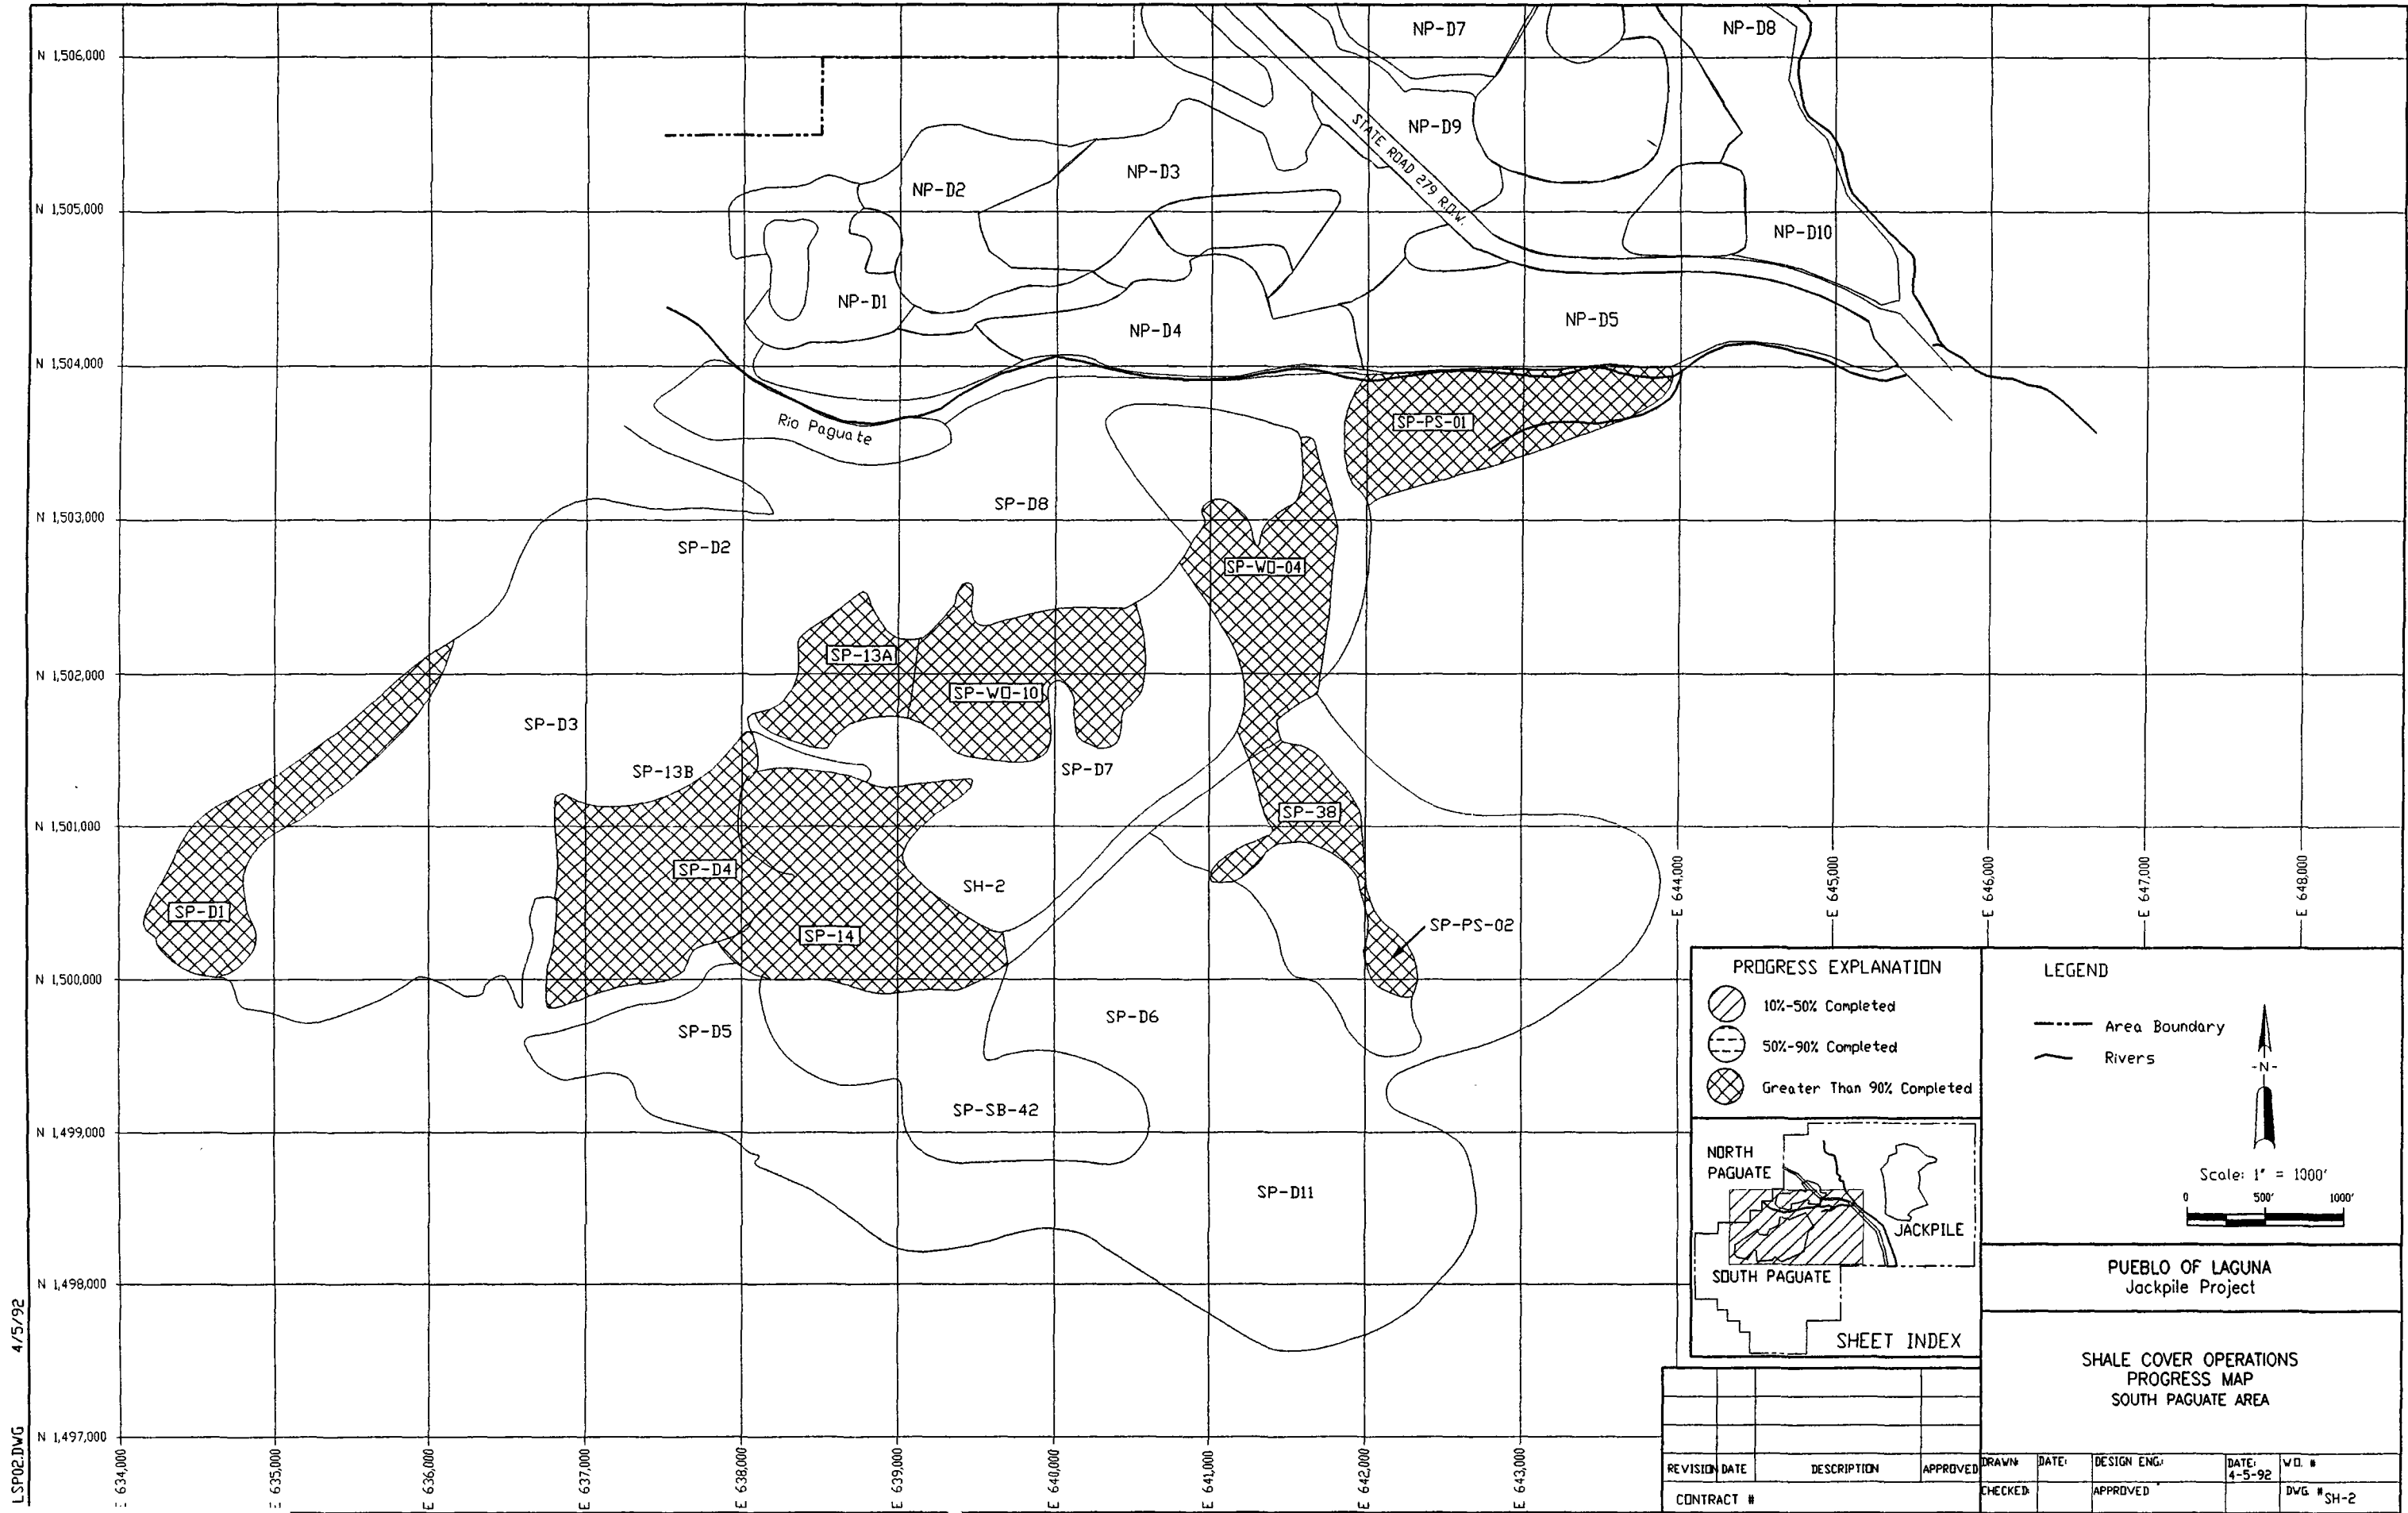 N 1,506,000
N 1,505,000
N 1,504,000
N 1,503,000
N 1,502,000
N 1,501,000
N 1,500,000
N 1,499,000
N 1,498,000
N 1,497,000
NP-D7
NP-D8
NP-D9
STATE ROAD 279 R.O.W.
NP-D2
NP-D3
NP-D10
NP-D1
NP-D4
NP-D5
Rio Paguate
SP-PS-01
SP-D8
SP-D2
SP-WO-04
SP-13A
SP-WO-10
SP-D3
SP-13B
SP-D7
SP-38
SP-D4
SH-2
SP-D1
SP-14
SP-PS-02
SP-D5
SP-D6
SP-SB-42
SP-D11
E 634,000
E 635,000
E 636,000
E 637,000
E 638,000
E 639,000
E 640,000
E 641,000
E 642,000
E 643,000
E 644,000
E 645,000
E 646,000
E 647,000
E 648,000
LSP02.DWG 4/5/92
PROGRESS EXPLANATION
10%-50% Completed
50%-90% Completed
Greater Than 90% Completed
LEGEND
Area Boundary
Rivers
-N-
Scale: 1" = 1000'
0 500' 1000'
NORTH
PAGUATE
JACKPILE
SOUTH PAGUATE
SHEET INDEX
PUEBLO OF LAGUNA
Jackpile Project
SHALE COVER OPERATIONS
PROGRESS MAP
SOUTH PAGUATE AREA
REVISION DATE DESCRIPTION APPROVED
CONTRACT #
DRAWN: DATE: DESIGN ENG.: DATE: W.O. #
4-5-92
CHECKED: APPROVED DWG. # SH-2